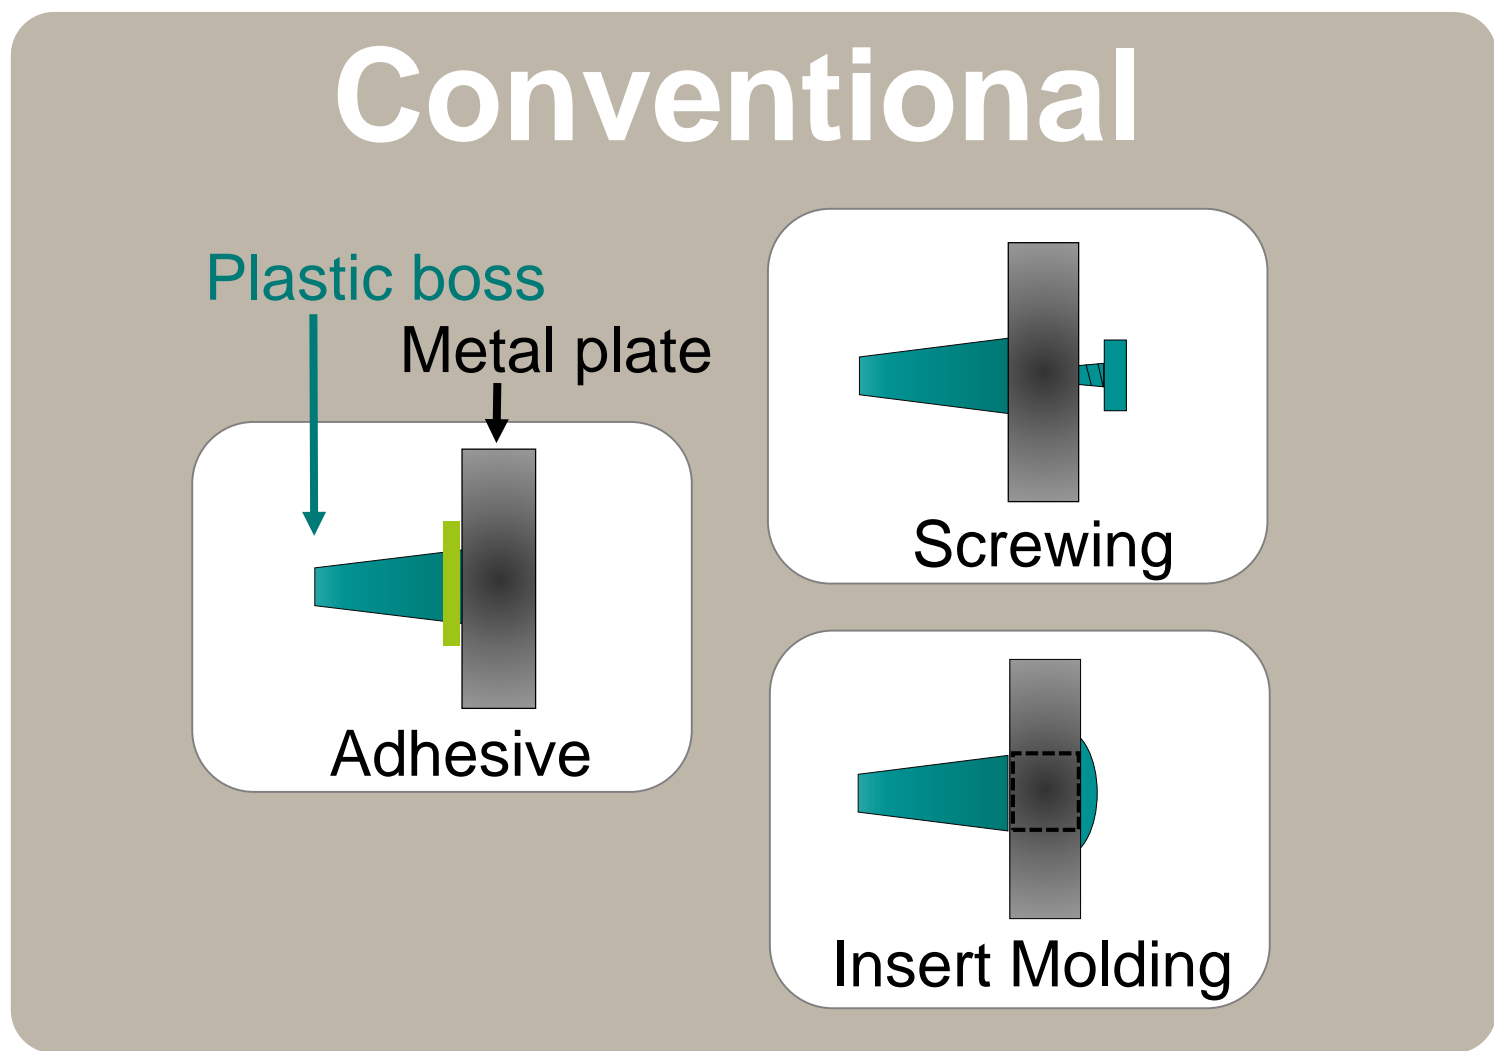 Conventional
Plastic boss
Metal plate
Adhesive
Screwing
Insert Molding